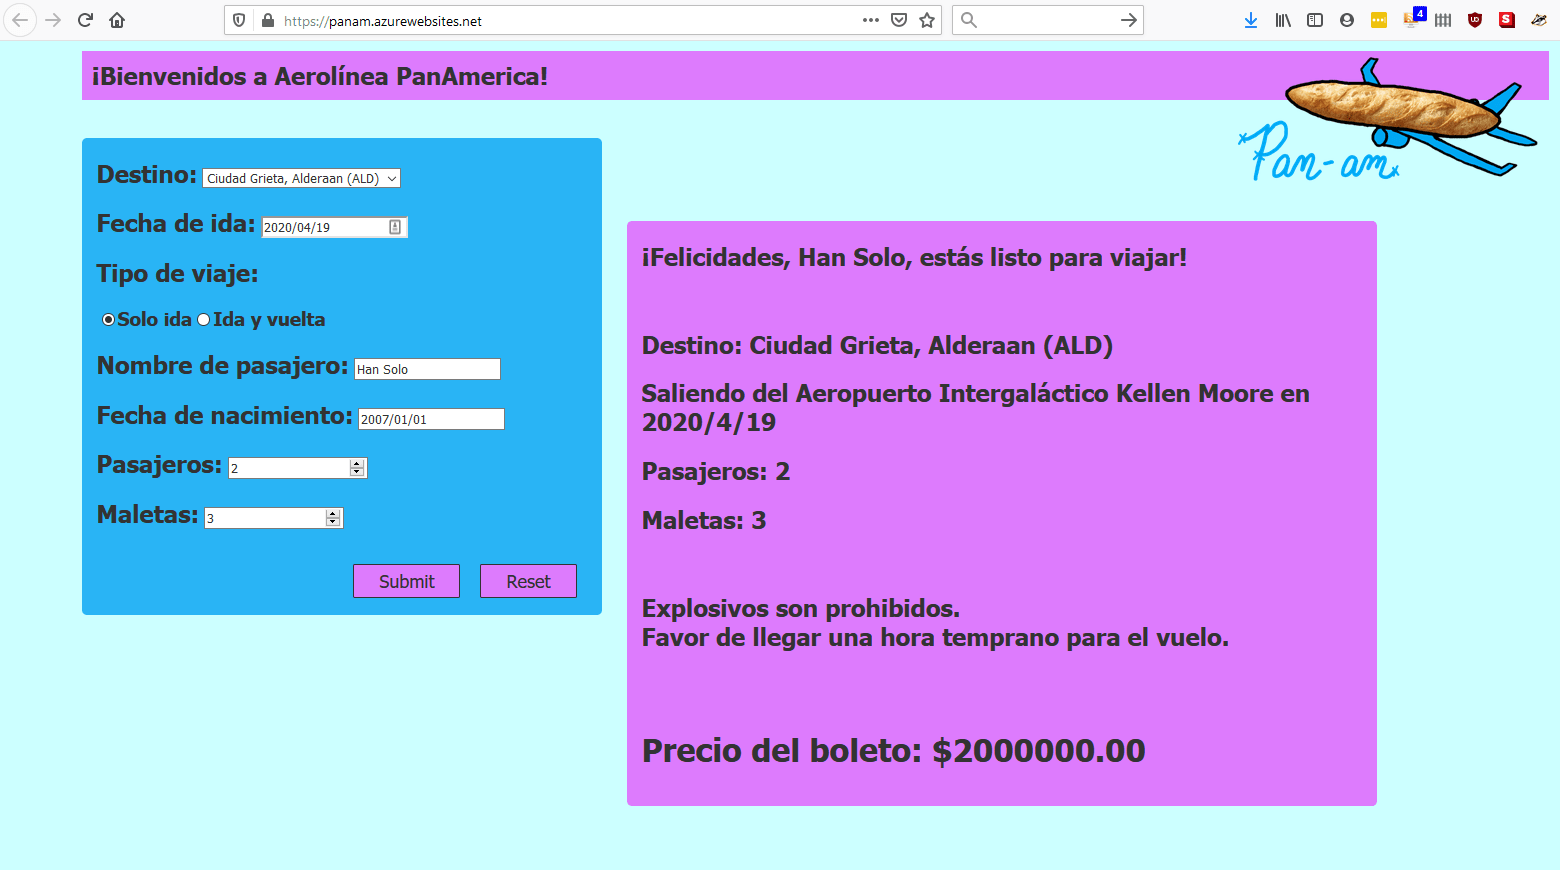 https://panam.azurewebsites.net
4
¡Bienvenidos a Aerolínea PanAmerica!
Pan-am
Destino: Ciudad Grieta, Alderaan (ALD)
Fecha de ida: 2020/04/19
Tipo de viaje:
Solo ida Ida y vuelta
Nombre de pasajero: Han Solo
Fecha de nacimiento: 2007/01/01
Pasajeros: 2
Maletas: 3
Submit Reset
¡Felicidades, Han Solo, estás listo para viajar!
Destino: Ciudad Grieta, Alderaan (ALD)
Saliendo del Aeropuerto Intergaláctico Kellen Moore en
2020/4/19
Pasajeros: 2
Maletas: 3
Explosivos son prohibidos.
Favor de llegar una hora temprano para el vuelo.
Precio del boleto: $2000000.00